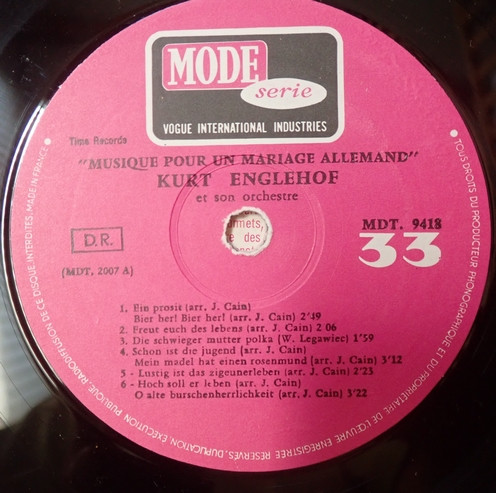 MODE
serie
VOGUE INTERNATIONAL INDUSTRIES
Time Records
"MUSIQUE POUR UN MARIAGE ALLEMAND"
KURT ENGLEHOF
et son orchestre
D.R.
(MDT. 2007 A)
MDT. 9418
33
1. Ein prosit (arr. J. Cain)
Bier her! Bier her! (arr. J. Cain) 2'49
2. Freut euch des lebens (arr. J. Cain) 2 06
3. Die schwieger mutter polka (W. Legawiec) 1'59
4. Schon ist die jugend (arr. J. Cain)
Mein madel hat einen rosenmund (arr. J. Cain) 3'12
5 - Lustig ist das zigeunerleben (arr. J. Cain) 2'23
6 - Hoch soll er leben (arr. J. Cain)
O alte burschenherrlichkeit (arr. J. Cain) 3'22
• TOUS DROITS DU PRODUCTEUR PHONOGRAPHIQUE ET DU PROPRIETAIRE DE L'ŒUVRE ENREGISTREE RESERVES, DUPLICATION, EXECUTION PUBLIQUE, RADIODIFFUSION DE CE DISQUE INTERDITES, MADE IN FRANCE •